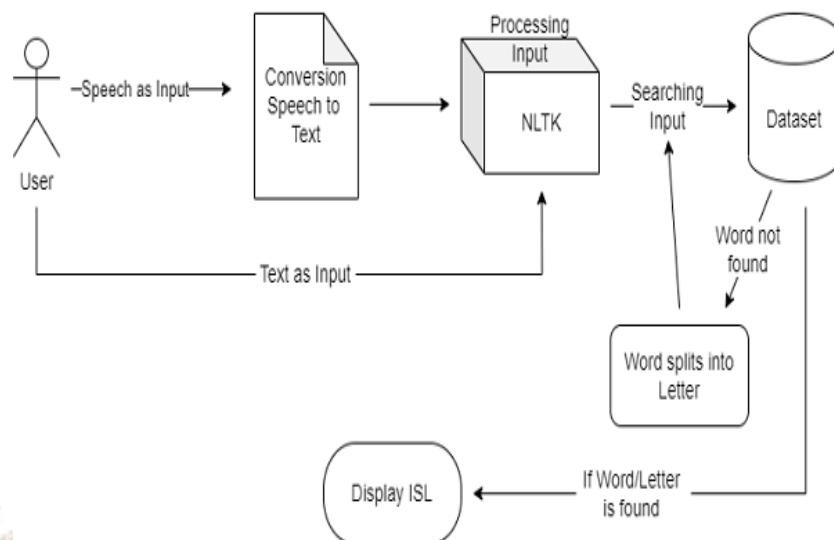 Processing
Input
Speech as Input
Conversion
Speech to
Text
NLTK
Searching
Input
Dataset
User
Word not
found
Text as Input
Word splits into
Letter
If Word/Letter
is found
Display ISL